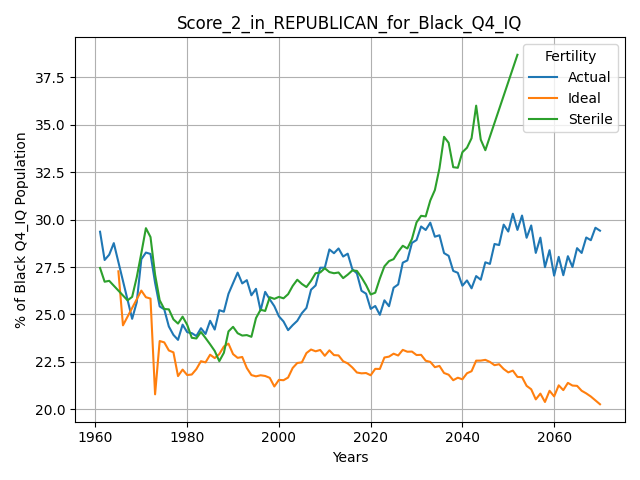 Score_2_in_REPUBLICAN_for_Black_Q4_IQ
% of Black Q4_IQ Population
37.5
35.0
32.5
30.0
27.5
25.0
22.5
20.0
Fertility
Actual
Ideal
Sterile
1960
1980
2000
2020
2040
2060
Years